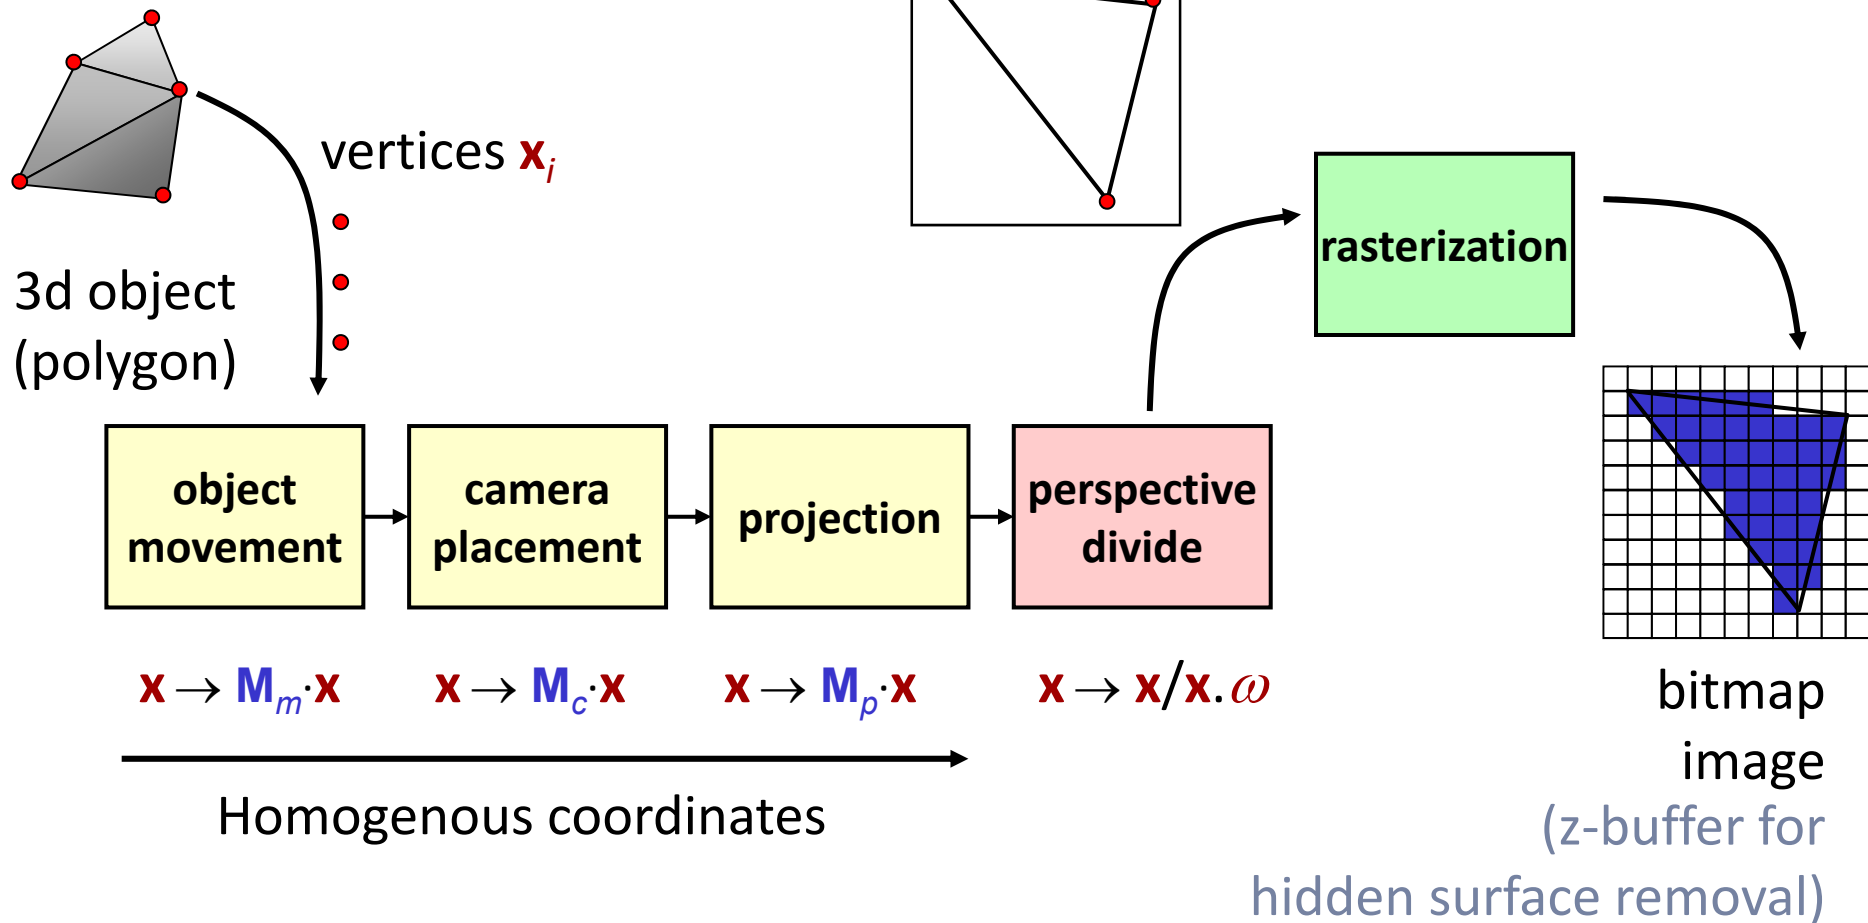 vertices xᵢ
3d object
(polygon)
rasterization
object
movement
camera
placement
projection
perspective
divide
x → Mₘ·x
x → M_c·x
x → Mₚ·x
x → x/x.ω
Homogenous coordinates
bitmap
image
(z-buffer for
hidden surface removal)